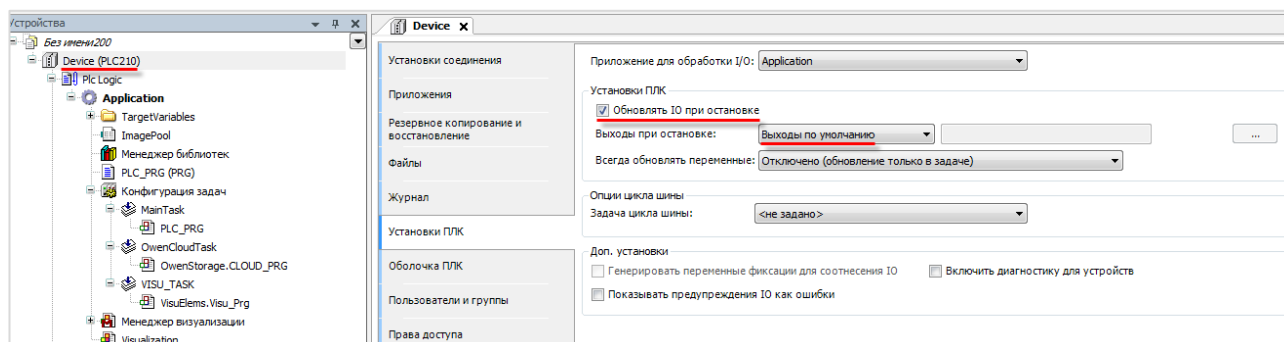 Устройства
Без имени200
Device (PLC210)
Plc Logic
Application
TargetVariables
ImagePool
Менеджер библиотек
PLC_PRG (PRG)
Конфигурация задач
MainTask
PLC_PRG
OwenCloudTask
OwenStorage.CLOUD_PRG
VISU_TASK
VisuElems.Visu_Prg
Менеджер визуализации
Visualization
Device
Установки соединения
Приложения
Резервное копирование и
восстановление
Файлы
Журнал
Установки ПЛК
Оболочка ПЛК
Пользователи и группы
Права доступа
Приложение для обработки I/O: Application
Установки ПЛК
Обновлять IO при остановке
Выходы при остановке: Выходы по умолчанию ...
Всегда обновлять переменные: Отключено (обновление только в задаче)
Опции цикла шины
Задача цикла шины: <не задано>
Доп. установки
Генерировать переменные фиксации для соотнесения IO Включить диагностику для устройств
Показывать предупреждения IO как ошибки